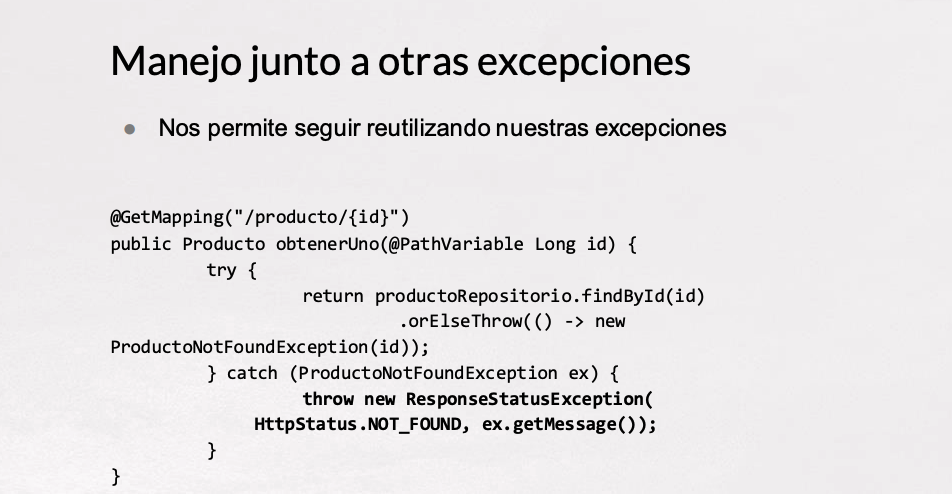 Manejo junto a otras excepciones
● Nos permite seguir reutilizando nuestras excepciones
@GetMapping("/producto/{id}")
public Producto obtenerUno(@PathVariable Long id) {
try {
return productoRepositorio.findById(id)
.orElseThrow(() -> new
ProductoNotFoundException(id));
} catch (ProductoNotFoundException ex) {
throw new ResponseStatusException(
HttpStatus.NOT_FOUND, ex.getMessage());
}
}